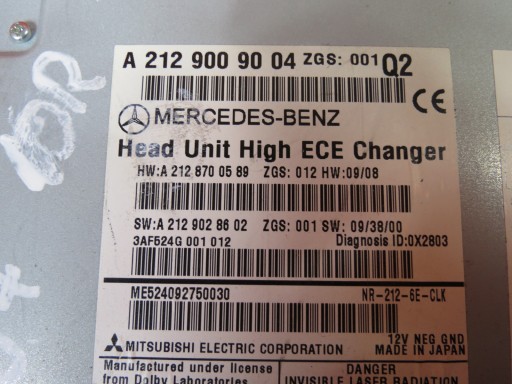 A 212 900 90 04 ZGS: 001 Q2
CE
MERCEDES-BENZ
Head Unit High ECE Changer
HW:A 212 870 05 89 ZGS: 012 HW:09/08
SW:A 212 902 86 02 ZGS: 001 SW: 09/38/00
3AF524G 001 012 Diagnosis ID:0X2803
ME524092750030 NR-212-6E-CLK
MITSUBISHI ELECTRIC CORPORATION
12V NEG GND
MADE IN JAPAN
Manufactured under license
from Dolby Laboratories
DANGER
INVISIBLE LASER RADIATION